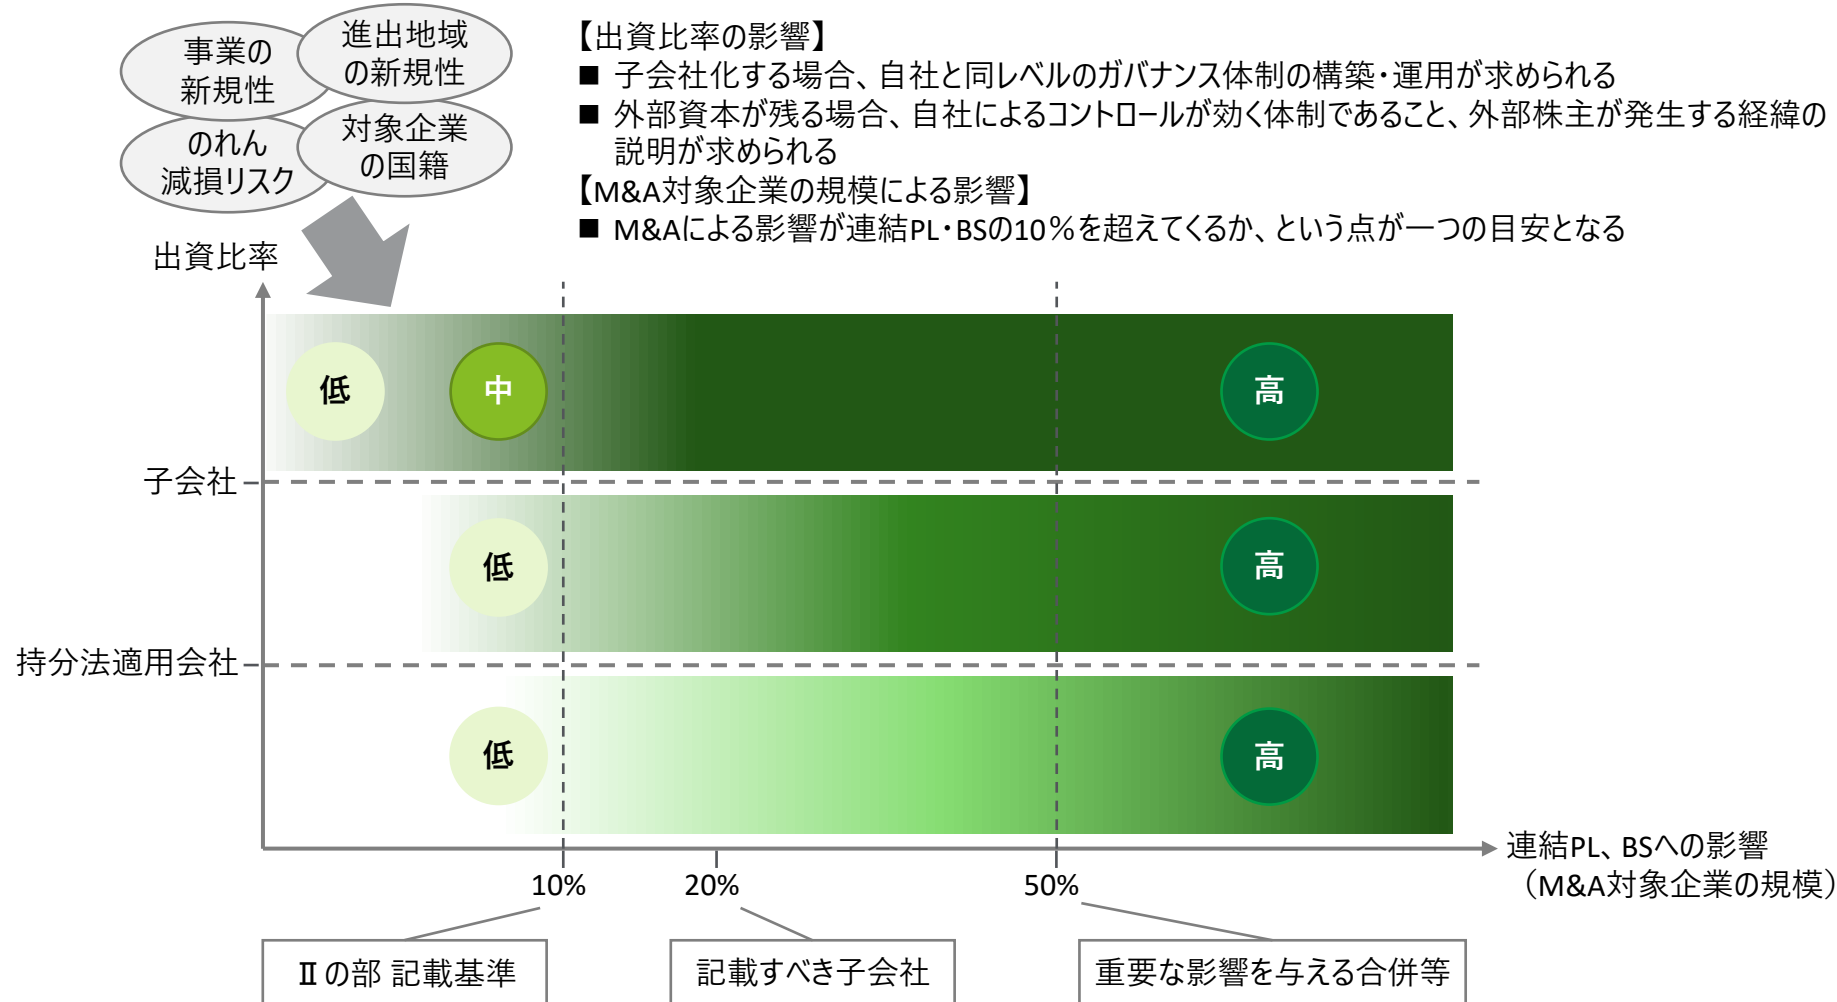 事業の
新規性
進出地域
の新規性
のれん
減損リスク
対象企業
の国籍
【出資比率の影響】
■ 子会社化する場合、自社と同レベルのガバナンス体制の構築・運用が求められる
■ 外部資本が残る場合、自社によるコントロールが効く体制であること、外部株主が発生する経緯の
説明が求められる
【M&A対象企業の規模による影響】
■ M&Aによる影響が連結PL・BSの10%を超えてくるか、という点が一つの目安となる
出資比率
低
中
高
子会社
低
高
持分法適用会社
低
高
連結PL、BSへの影響
（M&A対象企業の規模）
10%
20%
50%
Ⅱの部 記載基準
記載すべき子会社
重要な影響を与える合併等